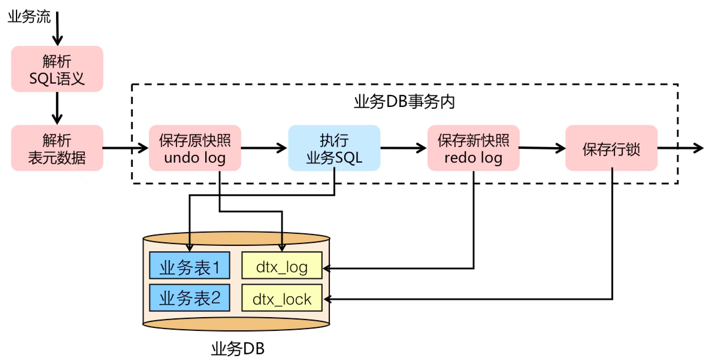 业务流
解析
SQL语义
业务DB事务内
解析
表元数据
保存原快照
undo log
执行
业务SQL
保存新快照
redo log
保存行锁
业务表1
dtx_log
业务表2
dtx_lock
业务DB